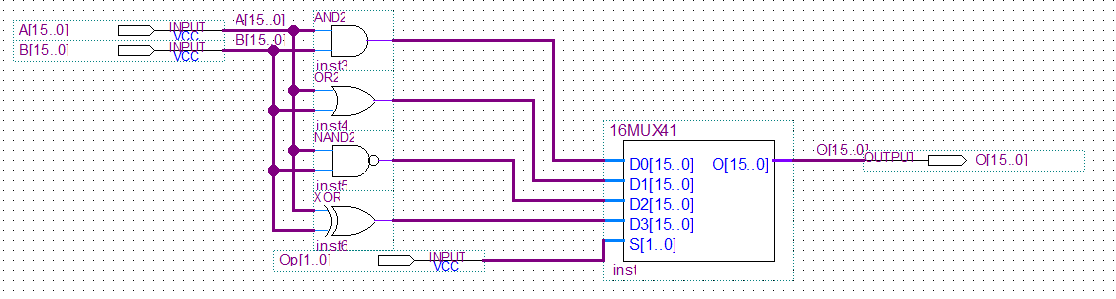 A[15..0]
INPUT
VCC
B[15..0]
INPUT
VCC
A[15..0]
B[15..0]
AND2
inst3
OR2
inst4
NAND2
inst5
XOR
inst6
Op[1..0]
INPUT
VCC
16MUX41
D0[15..0]
D1[15..0]
D2[15..0]
D3[15..0]
S[1..0]
O[15..0]
inst
O[15..0]
OUTPUT
O[15..0]